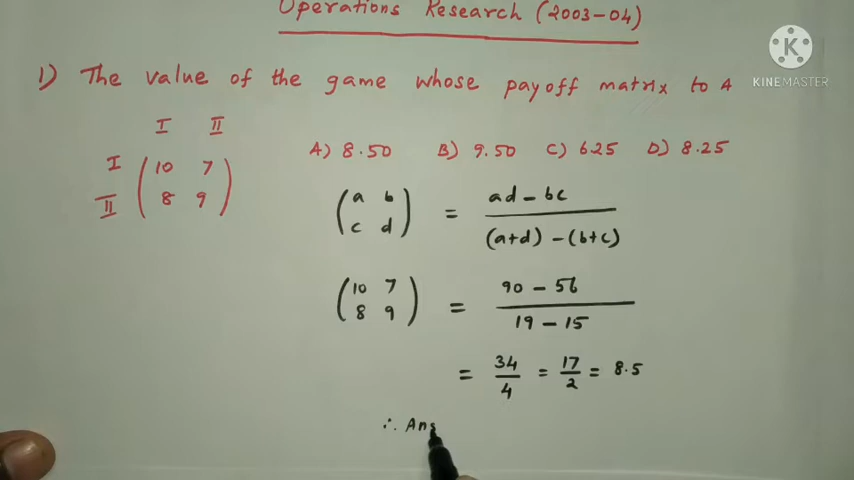 Operations Research (2003-04)
K
KINEMASTER
1) The value of the game whose payoff matrix to A
I II
I ( 10 7 )
II ( 8 9 )
A) 8.50 B) 9.50 C) 6.25 D) 8.25
( a b ) = ad - bc
( c d ) (a+d) - (b+c)
( 10 7 ) = 90 - 56
( 8 9 ) 19 - 15
= 34/4 = 17/2 = 8.5
∴ Ans